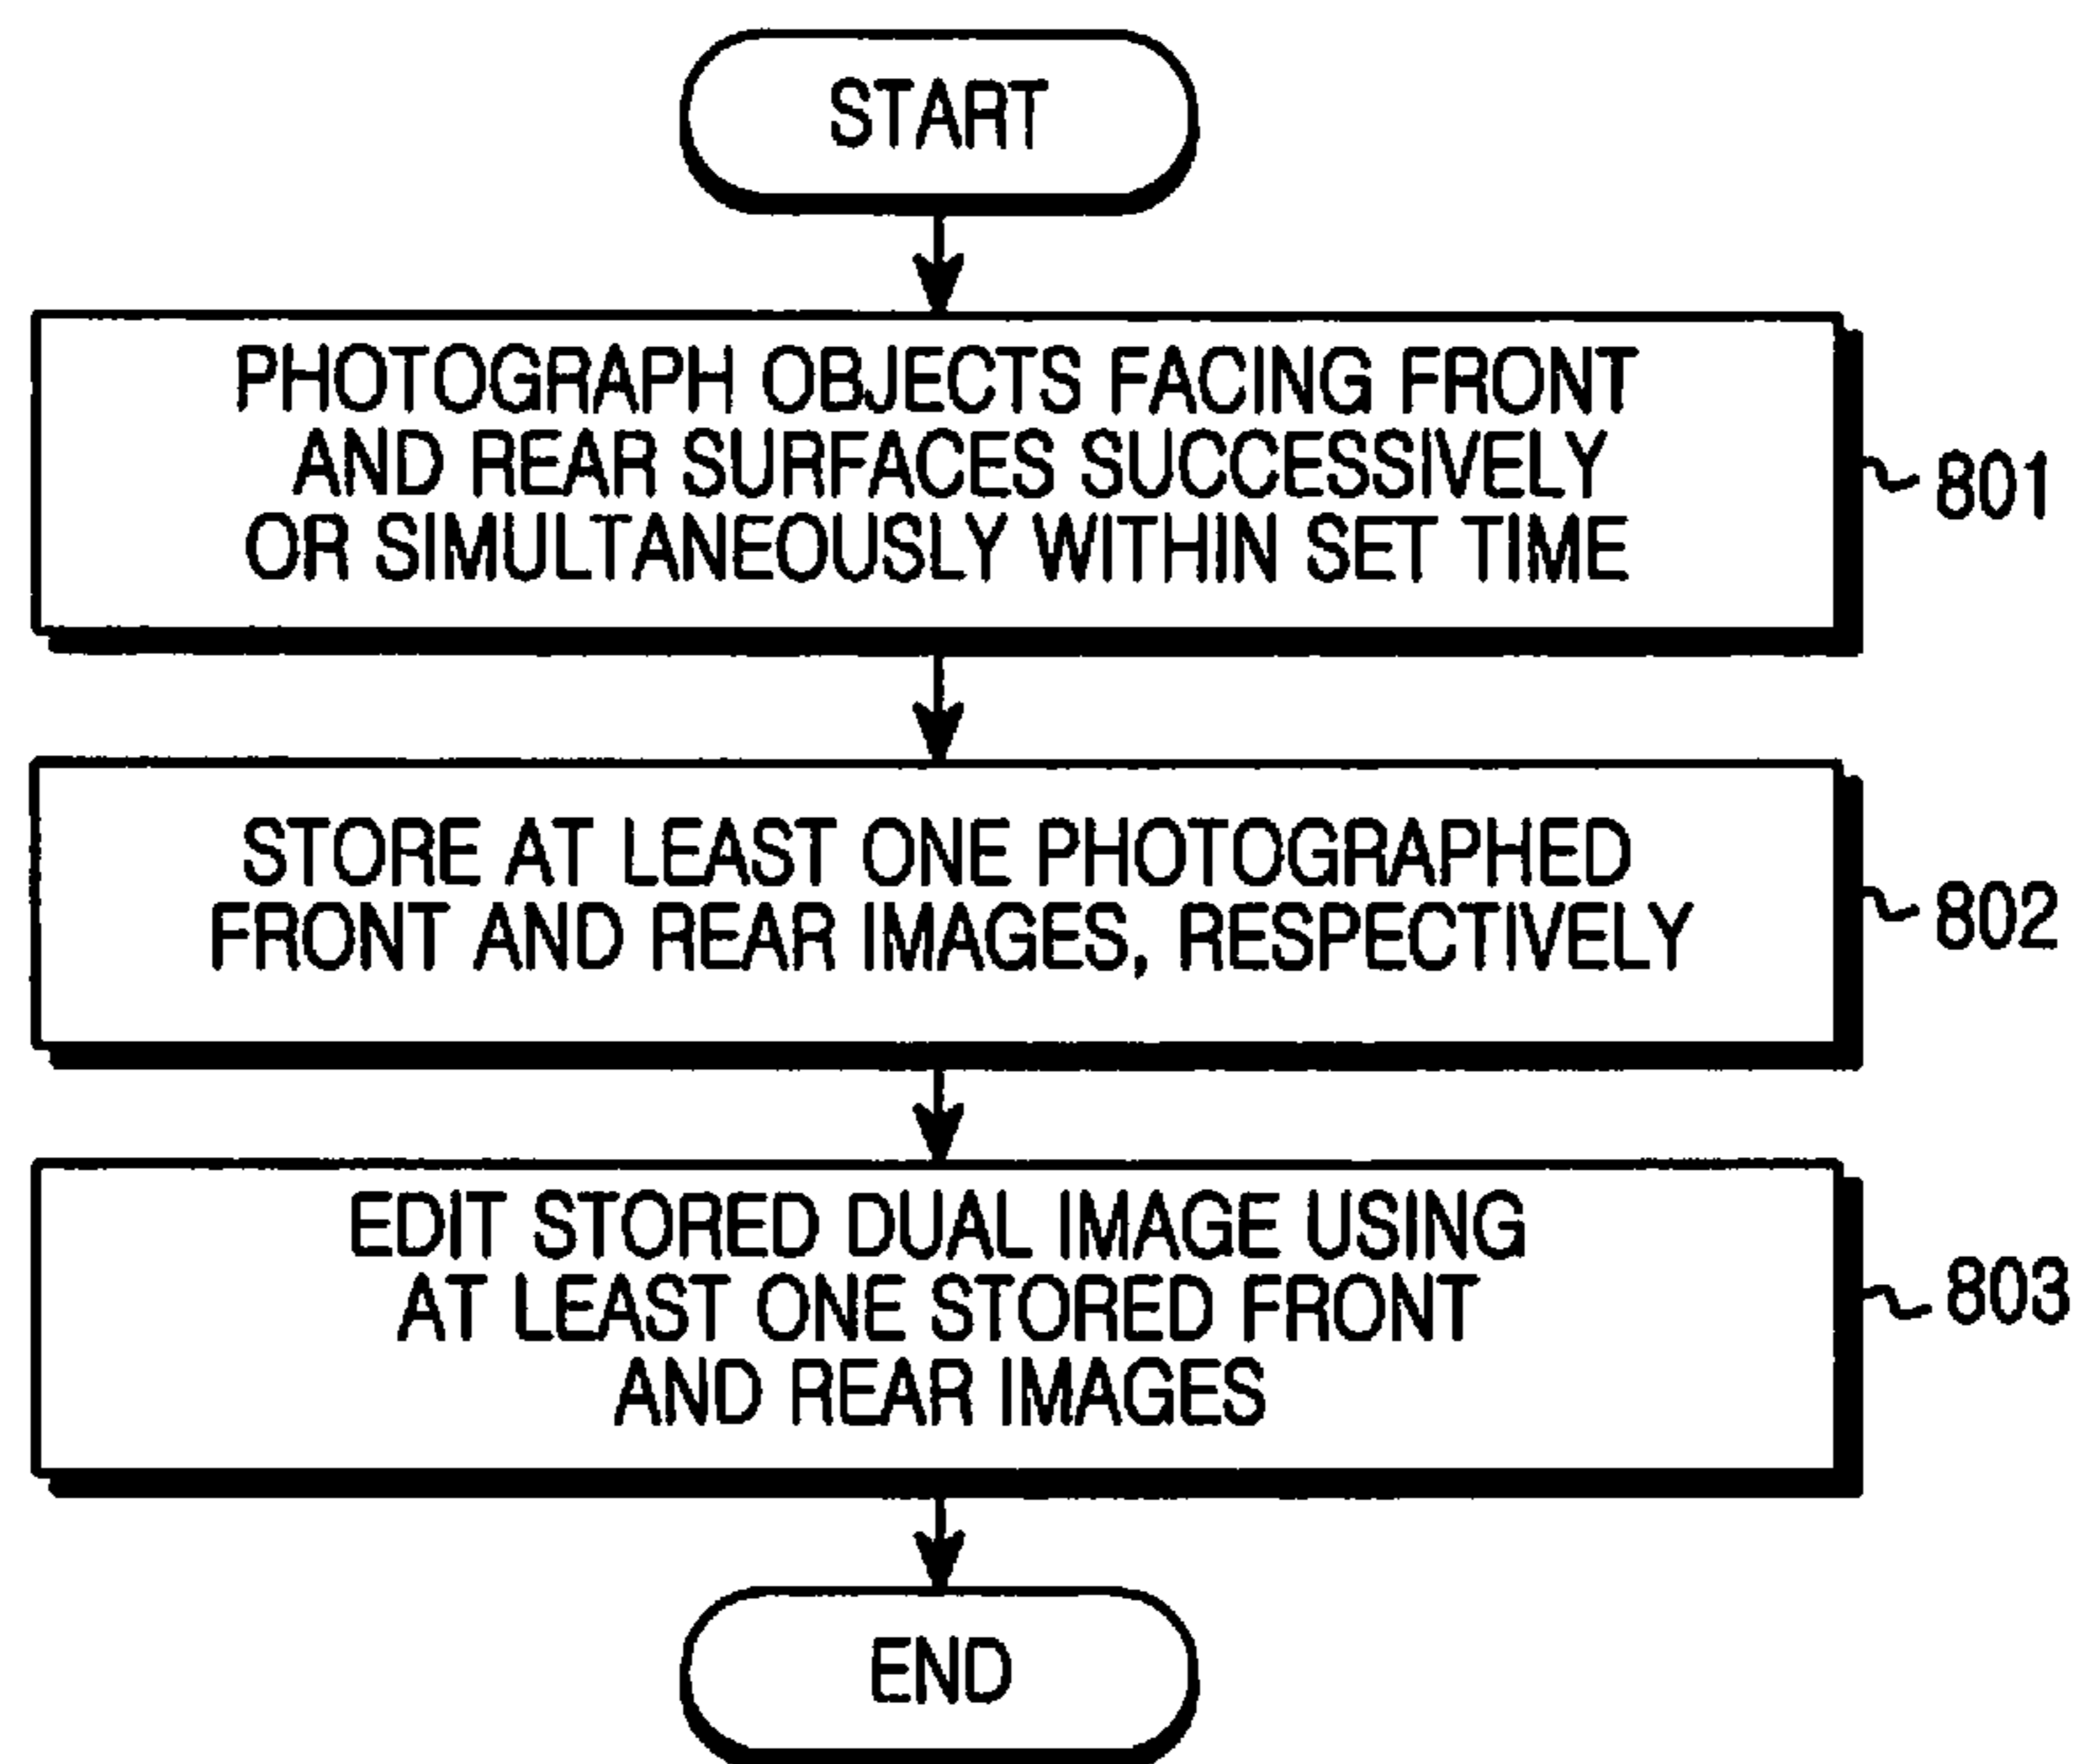 START
PHOTOGRAPH OBJECTS FACING FRONT
AND REAR SURFACES SUCCESSIVELY
OR SIMULTANEOUSLY WITHIN SET TIME
801
STORE AT LEAST ONE PHOTOGRAPHED
FRONT AND REAR IMAGES, RESPECTIVELY
802
EDIT STORED DUAL IMAGE USING
AT LEAST ONE STORED FRONT
AND REAR IMAGES
803
END